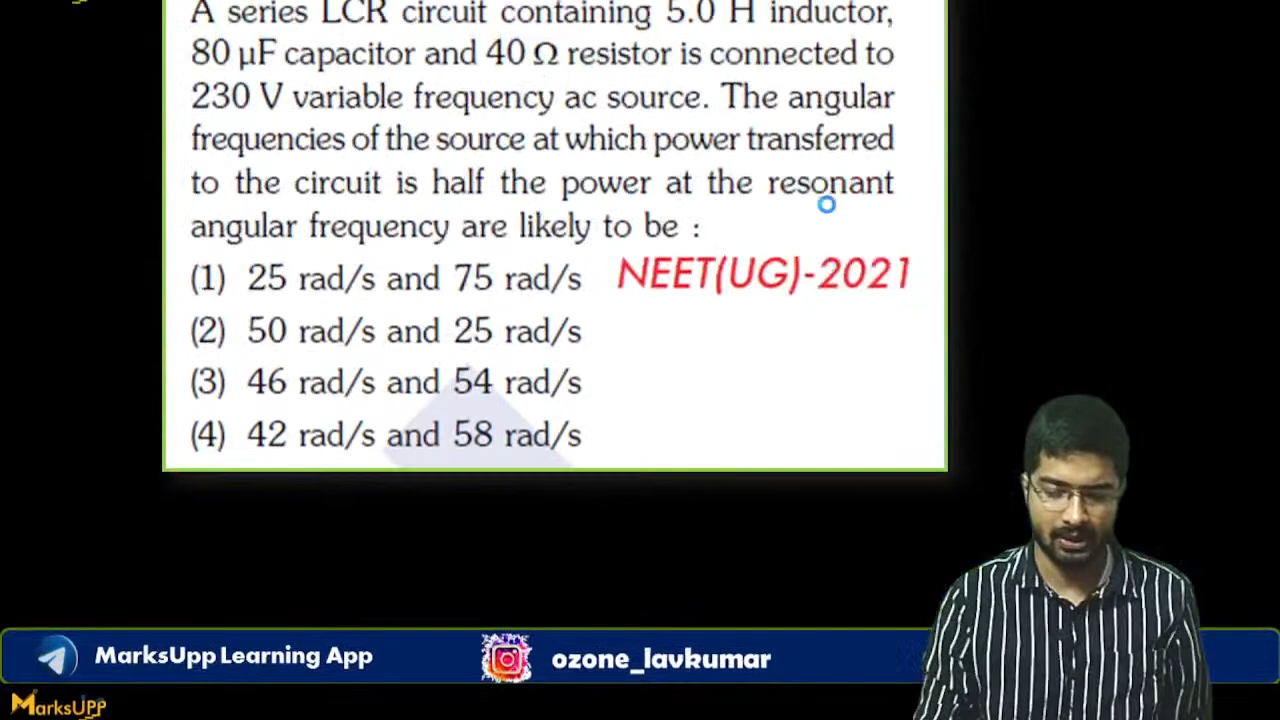 A series LCR circuit containing 5.0 H inductor,
80 μF capacitor and 40 Ω resistor is connected to
230 V variable frequency ac source. The angular
frequencies of the source at which power transferred
to the circuit is half the power at the resonant
angular frequency are likely to be :
(1) 25 rad/s and 75 rad/s NEET(UG)-2021
(2) 50 rad/s and 25 rad/s
(3) 46 rad/s and 54 rad/s
(4) 42 rad/s and 58 rad/s
MarksUpp Learning App ozone_lavkumar
MarksUPP